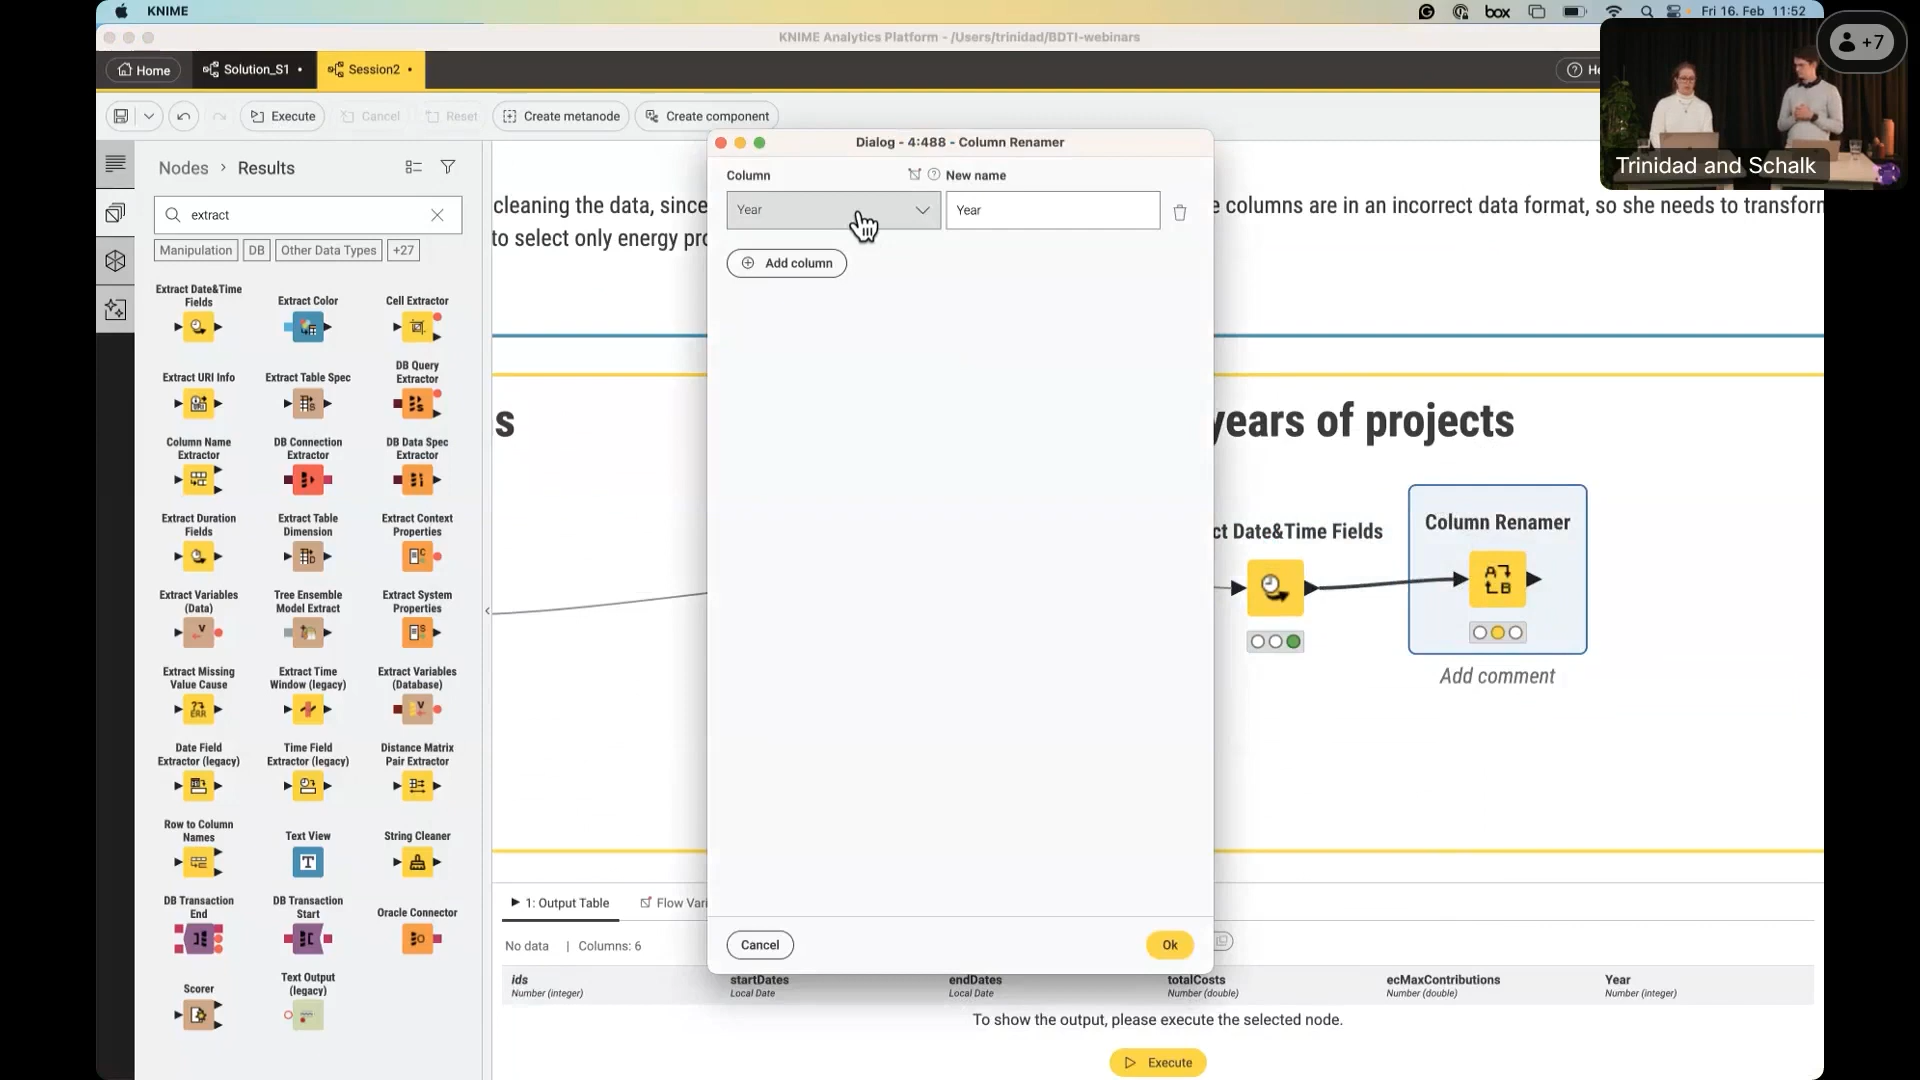 KNIME
box
Fri 16. Feb 11:52
KNIME Analytics Platform - /Users/trinidad/BDTI-webinars
+7
Home
Solution_S1 •
Session2 •
Execute
Cancel
Reset
Create metanode
Create component
Trinidad and Schalk
Nodes › Results
extract
Manipulation
DB
Other Data Types
+27
Extract Date&Time
Fields
Extract Color
Cell Extractor
Extract URI Info
Extract Table Spec
DB Query
Extractor
Column Name
Extractor
DB Connection
Extractor
DB Data Spec
Extractor
Extract Duration
Fields
Extract Table
Dimension
Extract Context
Properties
Extract Variables
(Data)
Tree Ensemble
Model Extract
Extract System
Properties
Extract Missing
Value Cause
Extract Time
Window (legacy)
Extract Variables
(Database)
Date Field
Extractor (legacy)
Time Field
Extractor (legacy)
Distance Matrix
Pair Extractor
Row to Column
Names
Text View
String Cleaner
DB Transaction
End
DB Transaction
Start
Oracle Connector
Scorer
Text Output
(legacy)
cleaning the data, since
to select only energy
s
Dialog - 4:488 - Column Renamer
Column
New name
Year
Year
Add column
Cancel
Ok
columns are in an incorrect data format, so she needs to transform
years of projects
Date&Time Fields
Column Renamer
Add comment
1: Output Table
Flow
No data | Columns: 6
ids
Number (integer)
startDates
Local Date
endDates
Local Date
totalCosts
Number (double)
ecMaxContributions
Number (double)
Year
Number (integer)
To show the output, please execute the selected node.
Execute